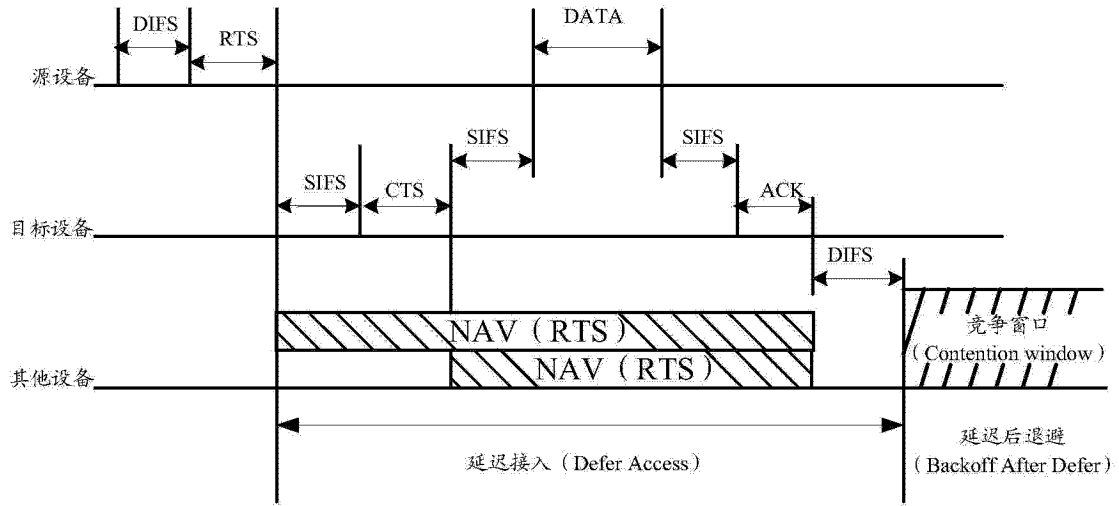 DIFS
RTS
DATA
源设备
SIFS
SIFS
SIFS
CTS
ACK
目标设备
DIFS
NAV（RTS）
竞争窗口
（Contention window）
NAV（RTS）
其他设备
延迟接入（Defer Access）
延迟后退避
（Backoff After Defer）